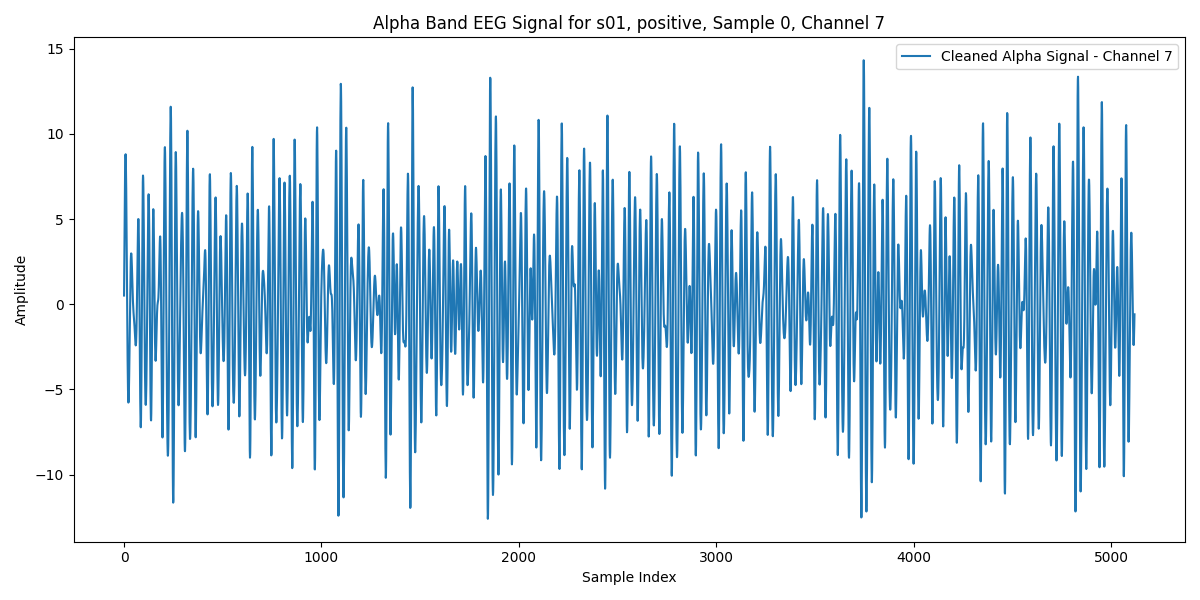 Alpha Band EEG Signal for s01, positive, Sample 0, Channel 7
Cleaned Alpha Signal - Channel 7
Amplitude
15
10
5
0
−5
−10
0 1000 2000 3000 4000 5000
Sample Index